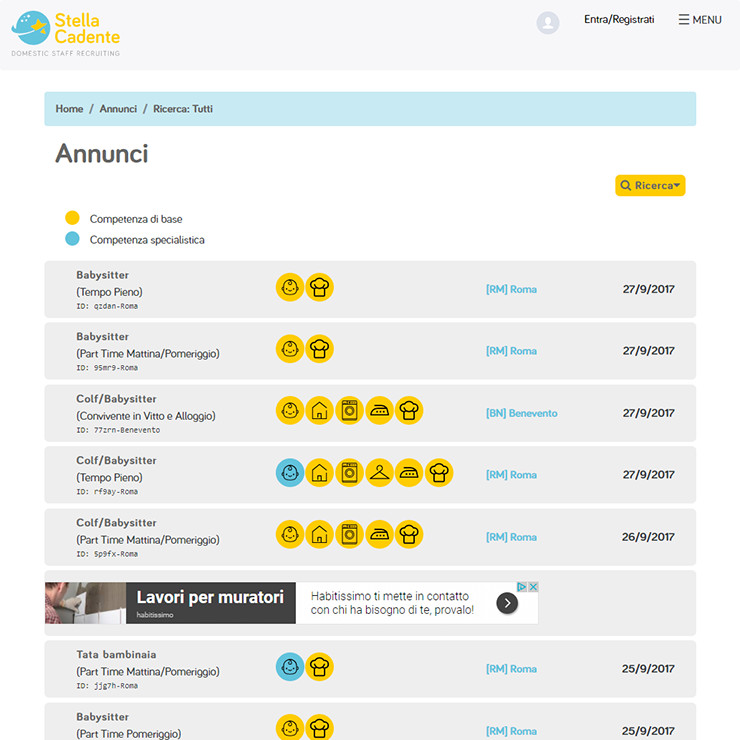 Stella
Cadente
DOMESTIC STAFF RECRUITING
Entra/Registrati
MENU
Home / Annunci / Ricerca: Tutti
Annunci
Ricerca
Competenza di base
Competenza specialistica
Babysitter
(Tempo Pieno)
ID: qzdan-Roma
[RM] Roma
27/9/2017
Babysitter
(Part Time Mattina/Pomeriggio)
ID: 95mr9-Roma
[RM] Roma
27/9/2017
Colf/Babysitter
(Convivente in Vitto e Alloggio)
ID: 77zrn-Benevento
[BN] Benevento
27/9/2017
Colf/Babysitter
(Tempo Pieno)
ID: rf9ay-Roma
[RM] Roma
27/9/2017
Colf/Babysitter
(Part Time Mattina/Pomeriggio)
ID: 5p9fx-Roma
[RM] Roma
26/9/2017
Lavori per muratori
habitissimo
Habitissimo ti mette in contatto
con chi ha bisogno di te, provalo!
Tata bambinaia
(Part Time Mattina/Pomeriggio)
ID: jjg7h-Roma
[RM] Roma
25/9/2017
Babysitter
(Part Time Pomeriggio)
[RM] Roma
25/9/2017